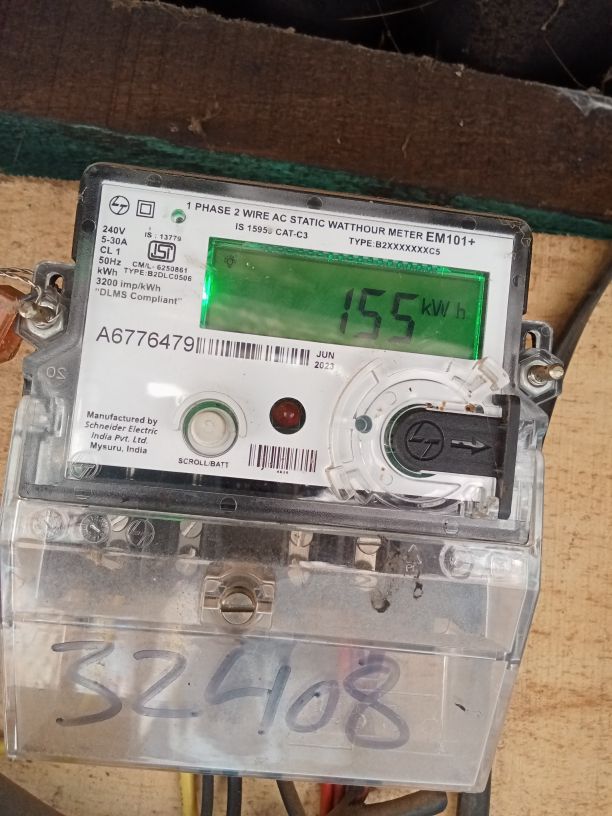 1 PHASE 2 WIRE AC STATIC WATTHOUR METER EM101+
IS 15959 CAT-C3
TYPE:B2XXXXXXXC5
240V
5-30A
CL 1
50Hz
kWh
3200 imp/kWh
"DLMS Compliant"
IS : 13779
ISI
CM/L- 6250861
TYPE:B2DLC0506
155 kWh
A6776479
JUN
2023
Manufactured by
Schneider Electric
India Pvt. Ltd.
Mysuru, India
SCROLL/BATT
32408